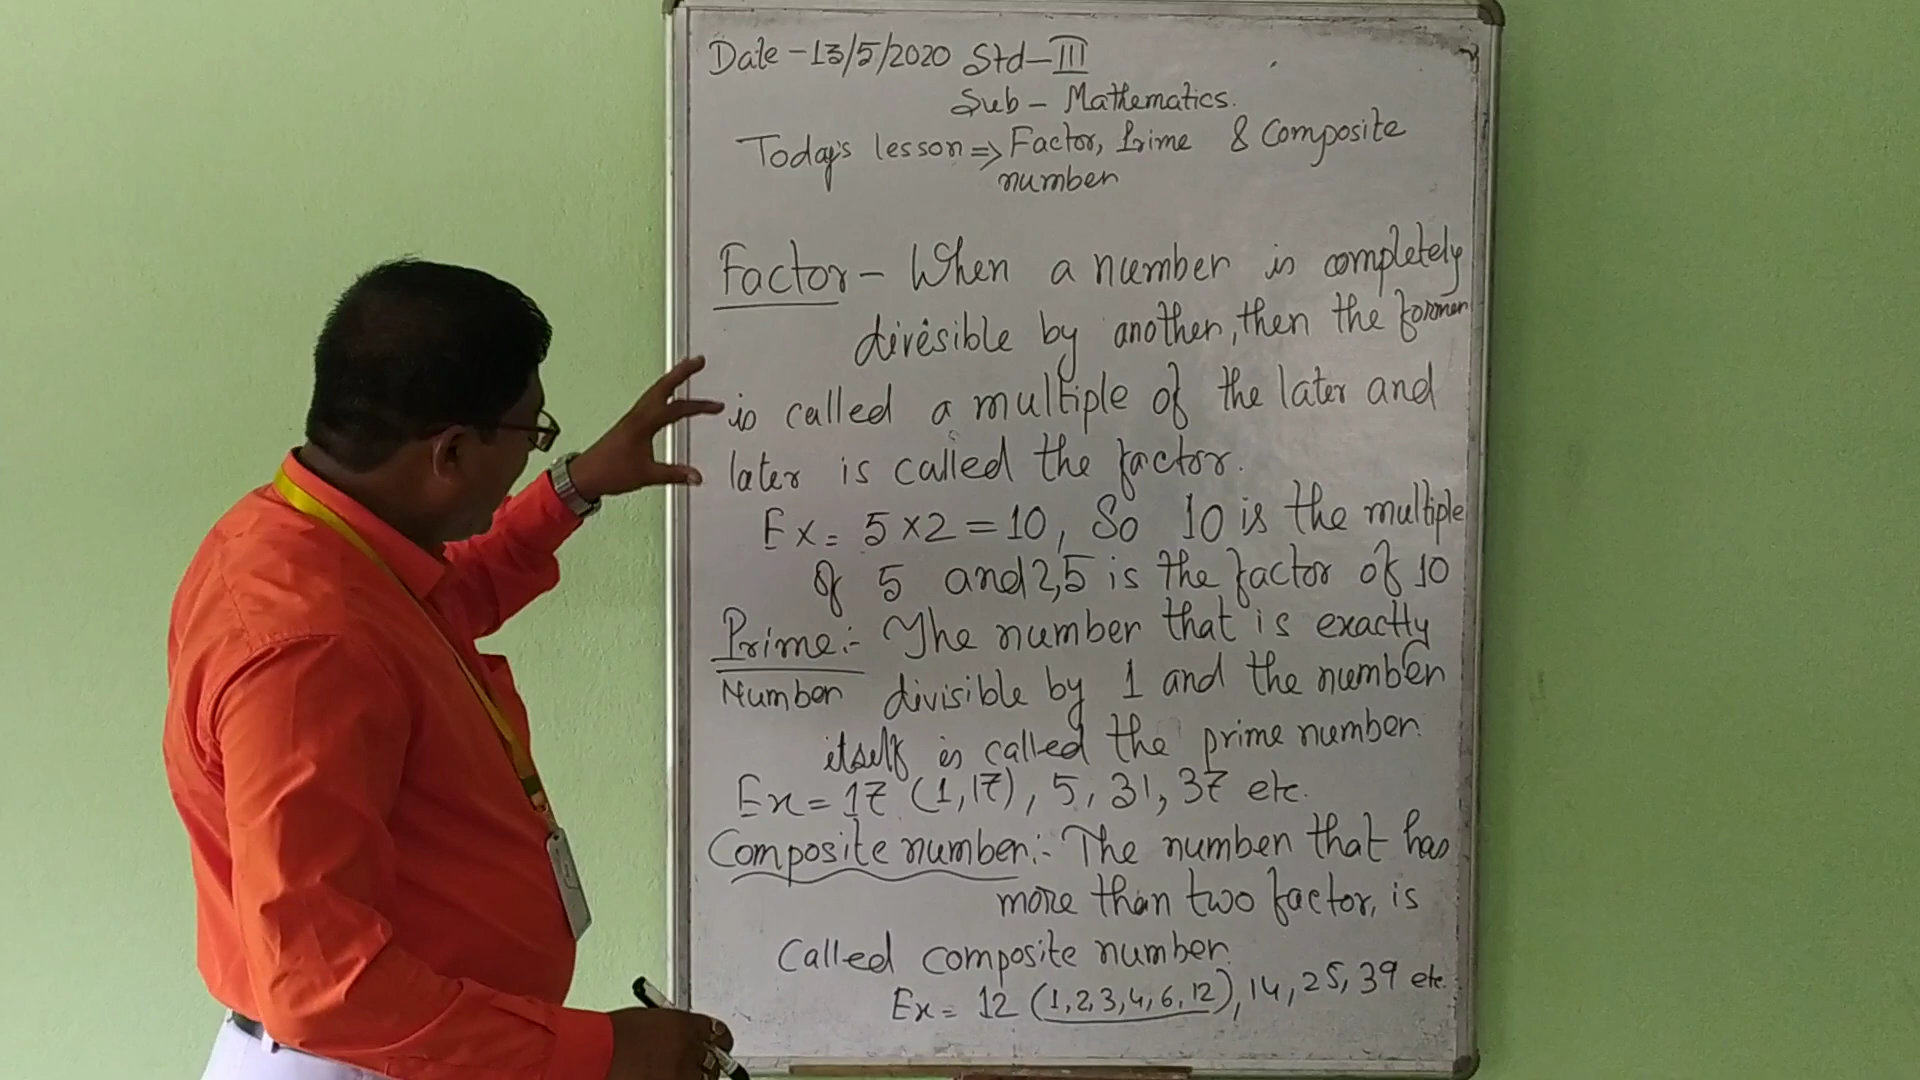 Date - 13/5/2020 Std - III
Sub - Mathematics.
Today's lesson => Factor, Prime & Composite
number
Factor - When a number is completely
divisible by another, then the former
is called a multiple of the later and
later is called the factor.
Ex = 5 × 2 = 10, So 10 is the multiple
of 5 and 2,5 is the factor of 10
Prime :- The number that is exactly
Number divisible by 1 and the number
itself is called the prime number.
Ex = 17 (1, 17), 5, 31, 37 etc.
Composite number :- The number that has
more than two factor, is
Called composite number.
Ex = 12 (1, 2, 3, 4, 6, 12), 14, 25, 39 etc.